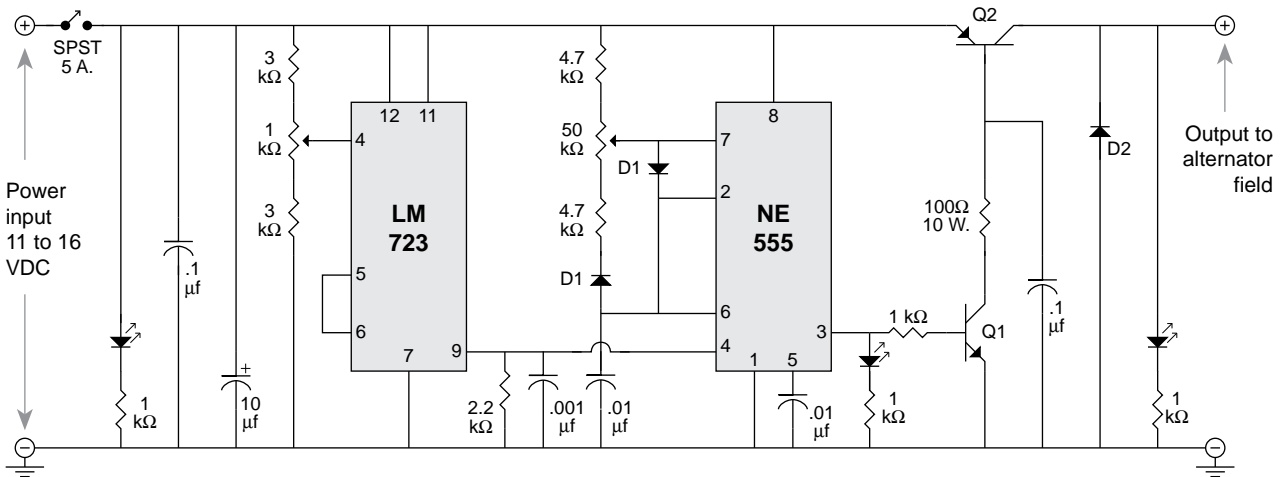 SPST
5 A.
Power
input
11 to 16
VDC
+
−
1
kΩ
.1
μf
+
10
μf
3
kΩ
1
kΩ
3
kΩ
12
11
4
LM
723
5
6
7
9
2.2
kΩ
.001
μf
.01
μf
4.7
kΩ
50
kΩ
4.7
kΩ
D1
D1
8
7
2
NE
555
6
4
3
1
5
.01
μf
1 kΩ
1
kΩ
Q1
100Ω
10 W.
Q2
.1
μf
D2
1
kΩ
+
−
Output to
alternator
field